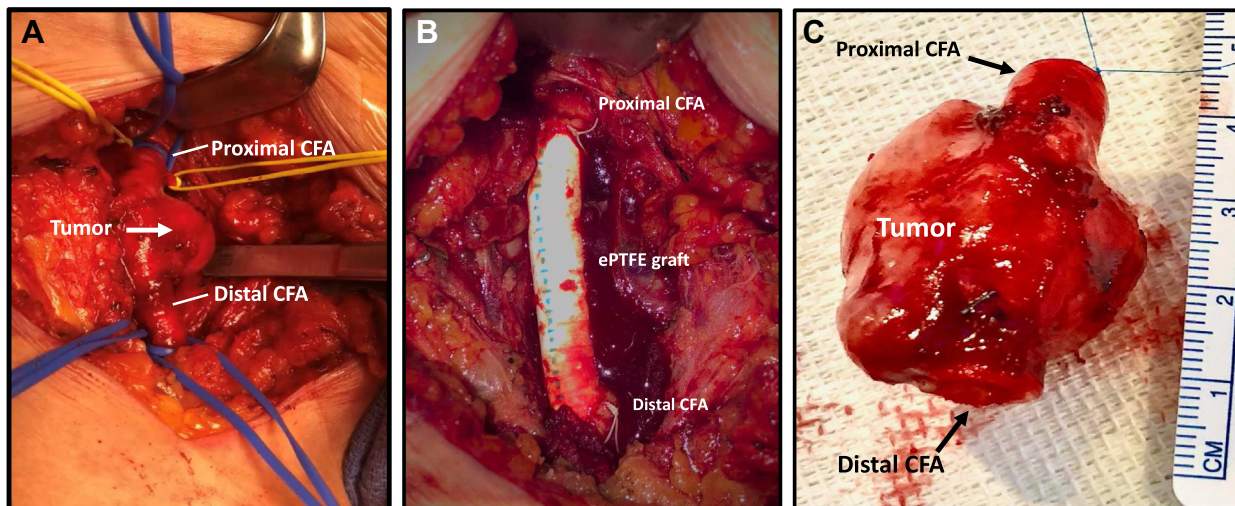 A
Proximal CFA
Tumor
Distal CFA
B
Proximal CFA
ePTFE graft
Distal CFA
C
Proximal CFA
Tumor
Distal CFA
5
4
3
2
1
CM